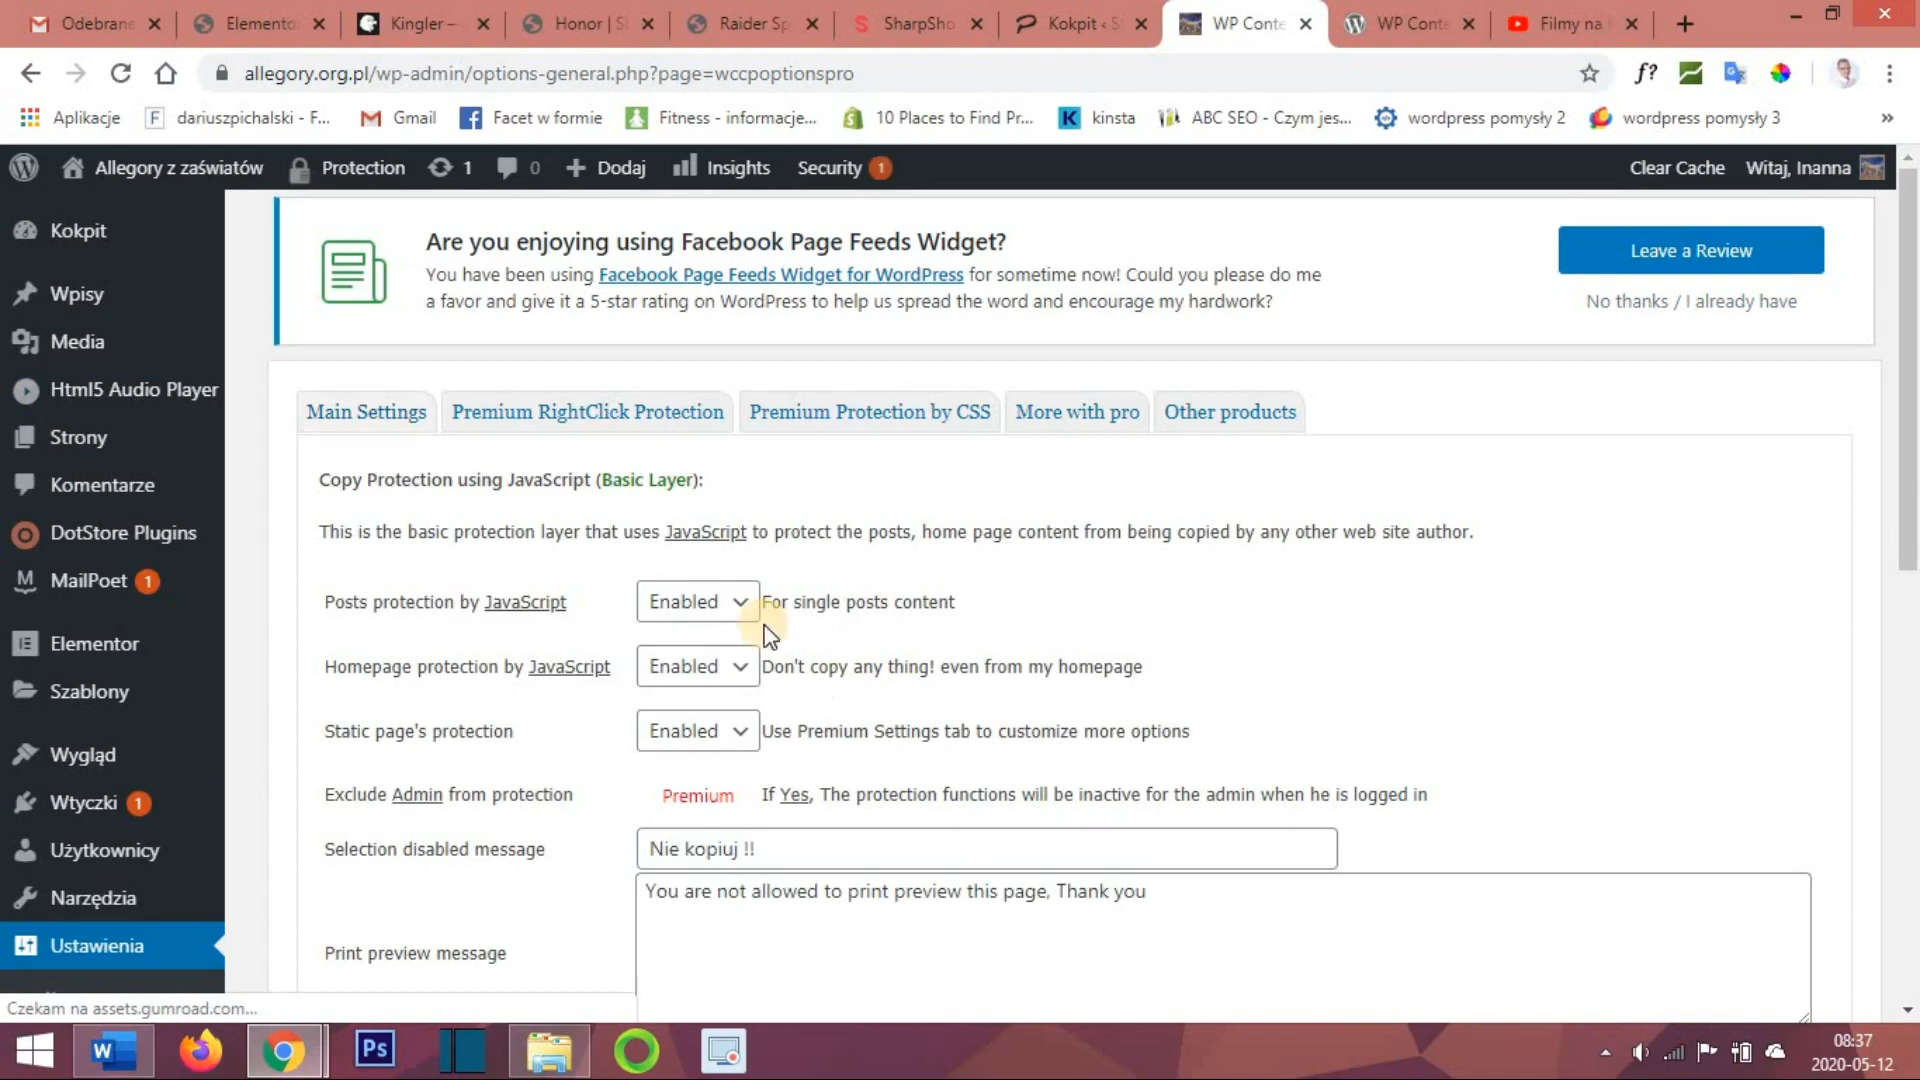 Odebrane
Elemento
Kingler –
Honor | S
Raider Sp
SharpSho
Kokpit ‹ S
WP Conte
WP Conte
Filmy na
allegory.org.pl/wp-admin/options-general.php?page=wccpoptionspro
f?
Aplikacje
F dariuszpichalski - F...
Gmail
Facet w formie
Fitness - informacje...
10 Places to Find Pr...
K kinsta
ABC SEO - Czym jes...
wordpress pomysły 2
wordpress pomysły 3
»
Allegory z zaświatów
Protection
1
0
Dodaj
Insights
Security 1
Clear Cache
Witaj, Inanna
Kokpit
Wpisy
Media
Html5 Audio Player
Strony
Komentarze
DotStore Plugins
MailPoet 1
Elementor
Szablony
Wygląd
Wtyczki 1
Użytkownicy
Narzędzia
Ustawienia
Are you enjoying using Facebook Page Feeds Widget?
You have been using Facebook Page Feeds Widget for WordPress for sometime now! Could you please do me
a favor and give it a 5-star rating on WordPress to help us spread the word and encourage my hardwork?
Leave a Review
No thanks / I already have
Main Settings
Premium RightClick Protection
Premium Protection by CSS
More with pro
Other products
Copy Protection using JavaScript (Basic Layer):
This is the basic protection layer that uses JavaScript to protect the posts, home page content from being copied by any other web site author.
Posts protection by JavaScript
Enabled
For single posts content
Homepage protection by JavaScript
Enabled
Don't copy any thing! even from my homepage
Static page's protection
Enabled
Use Premium Settings tab to customize more options
Exclude Admin from protection
Premium
If Yes, The protection functions will be inactive for the admin when he is logged in
Selection disabled message
Nie kopiuj !!
You are not allowed to print preview this page, Thank you
Print preview message
Czekam na assets.gumroad.com...
W
Ps
08:37
2020-05-12